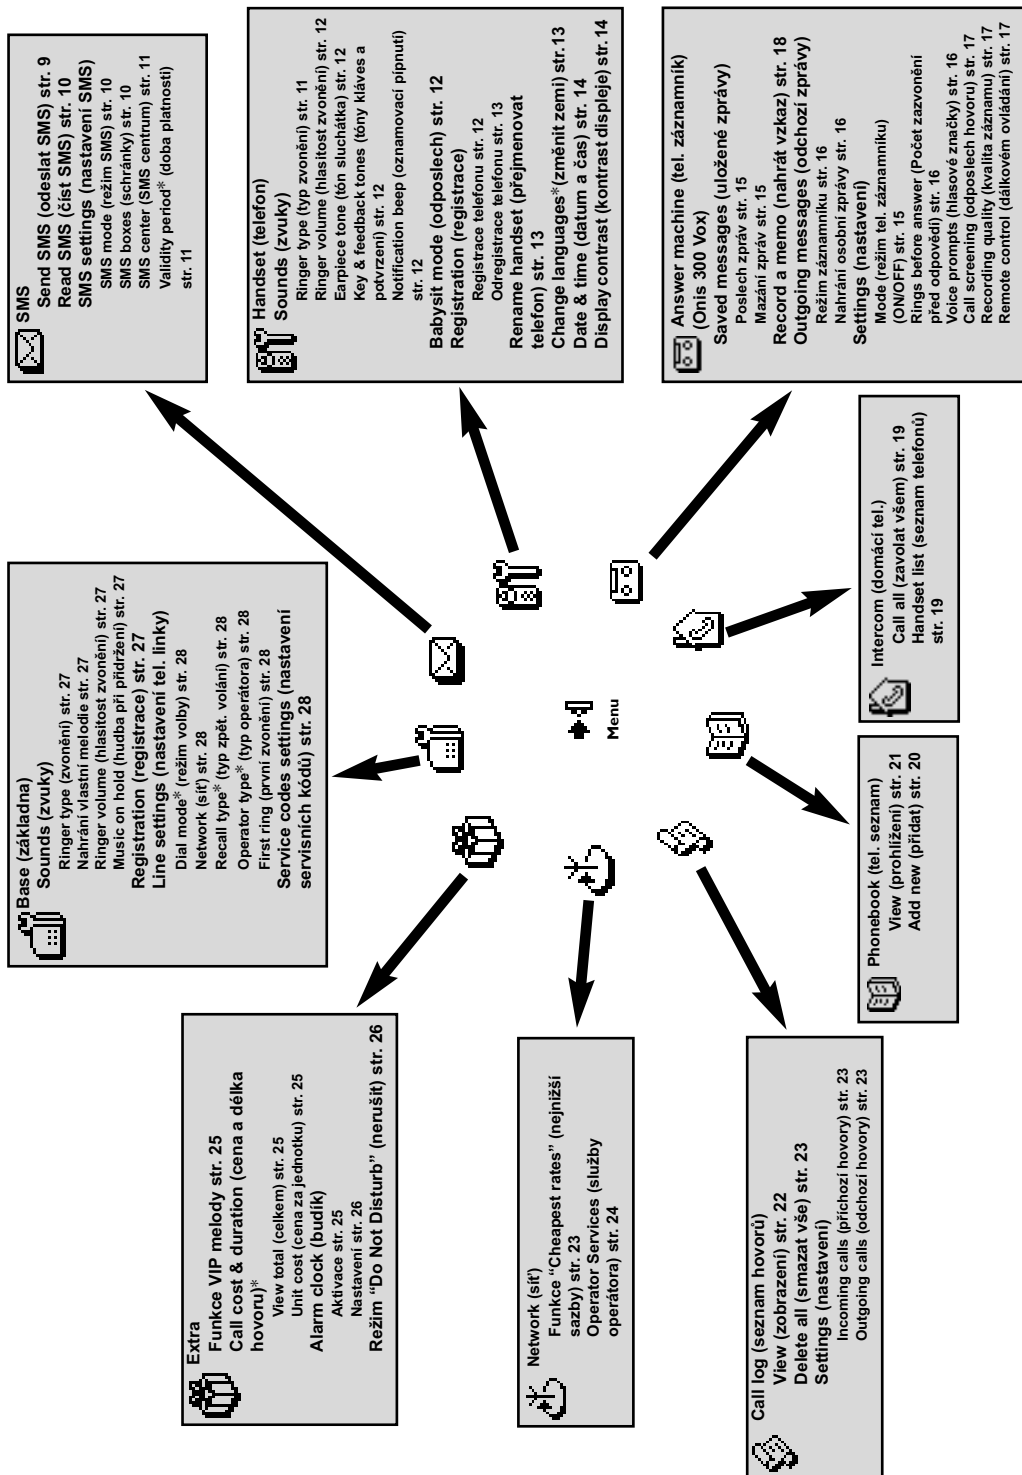 SMS
Send SMS (odeslat SMS) str. 9
Read SMS (číst SMS) str. 10
SMS settings (nastavení SMS)
SMS mode (režim SMS) str. 10
SMS boxes (schránky) str. 10
SMS center (SMS centrum) str. 11
Validity period* (doba platnosti)
str. 11
Handset (telefon)
Sounds (zvuky)
Ringer type (typ zvonění) str. 11
Ringer volume (hlasitost zvonění) str. 12
Earpiece tone (tón sluchátka) str. 12
Key & feedback tones (tóny kláves a
potvrzení) str. 12
Notification beep (oznamovací pípnutí)
str. 12
Babysit mode (odposlech) str. 12
Registration (registrace)
Registrace telefonu str. 12
Odregistrace telefonu str. 13
Rename handset (přejmenovat
telefon) str. 13
Change languages* (změnit zemi) str. 13
Date & time (datum a čas) str. 14
Display contrast (kontrast displeje) str. 14
Answer machine (tel. záznamník)
(Onis 300 Vox)
Saved messages (uložené zprávy)
Poslech zpráv str. 15
Mazání zpráv str. 15
Record a memo (nahrát vzkaz) str. 18
Outgoing messages (odchozí zprávy)
Režim záznamníku str. 16
Nahrání osobní zprávy str. 16
Settings (nastavení)
Mode (režim tel. záznamníku)
(ON/OFF) str. 15
Rings before answer (Počet zazvonění
před odpovědí) str. 16
Voice prompts (hlasové značky) str. 16
Call screening (odposlech hovoru) str. 17
Recording quality (kvalita záznamu) str. 17
Remote control (dálkovém ovládání) str. 17
Base (základna)
Sounds (zvuky)
Ringer type (zvonění) str. 27
Nahrání vlastní melodie str. 27
Ringer volume (hlasitost zvonění) str. 27
Music on hold (hudba při přidržení) str. 27
Registration (registrace) str. 27
Line settings (nastavení tel. linky)
Dial mode* (režim volby) str. 28
Network (síť) str. 28
Recall type* (typ zpět. volání) str. 28
Operator type* (typ operátora) str. 28
First ring (první zvonění) str. 28
Service codes settings (nastavení
servisních kódů) str. 28
Menu
Intercom (domácí tel.)
Call all (zavolat všem) str. 19
Handset list (seznam telefonů)
str. 19
Phonebook (tel. seznam)
View (prohlížení) str. 21
Add new (přidat) str. 20
Extra
Funkce VIP melody str. 25
Call cost & duration (cena a délka
hovoru)*
View total (celkem) str. 25
Unit cost (cena za jednotku) str. 25
Alarm clock (budík)
Aktivace str. 25
Nastavení str. 26
Režim “Do Not Disturb” (nerušit) str. 26
Network (síť)
Funkce “Cheapest rates” (nejnižší
sazby) str. 23
Operator Services (služby
operátora) str. 24
Call log (seznam hovorů)
View (zobrazení) str. 22
Delete all (smazat vše) str. 23
Settings (nastavení)
Incoming calls (příchozí hovory) str. 23
Outgoing calls (odchozí hovory) str. 23